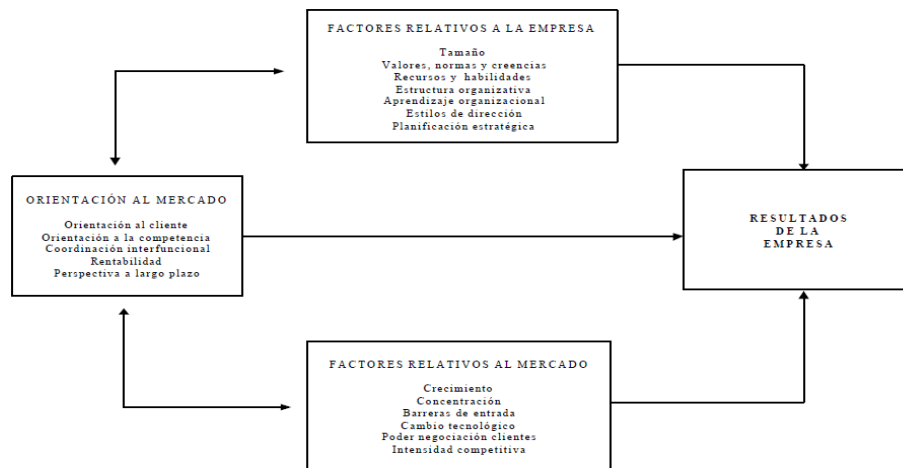 FACTORES RELATIVOS A LA EMPRESA
Tamaño
Valores, normas y creencias
Recursos y habilidades
Estructura organizativa
Aprendizaje organizacional
Estilos de dirección
Planificación estratégica
ORIENTACIÓN AL MERCADO
Orientación al cliente
Orientación a la competencia
Coordinación interfuncional
Rentabilidad
Perspectiva a largo plazo
RESULTADOS
DE LA
EMPRESA
FACTORES RELATIVOS AL MERCADO
Crecimiento
Concentración
Barreras de entrada
Cambio tecnológico
Poder negociación clientes
Intensidad competitiva